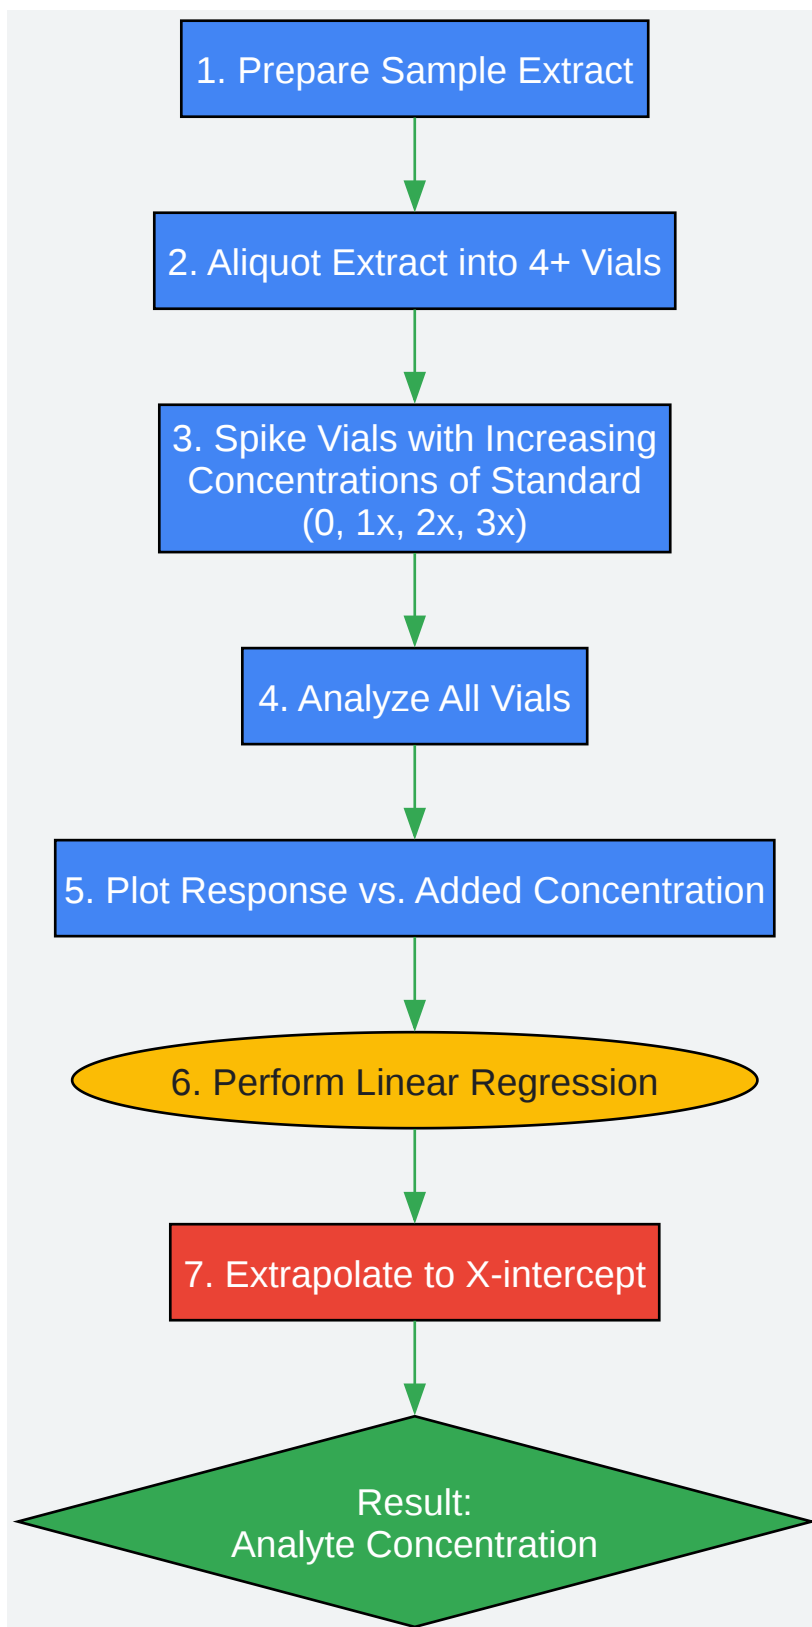 1. Prepare Sample Extract
2. Aliquot Extract into 4+ Vials
3. Spike Vials with Increasing
Concentrations of Standard
(0, 1x, 2x, 3x)
4. Analyze All Vials
5. Plot Response vs. Added Concentration
6. Perform Linear Regression
7. Extrapolate to X-intercept
Result:
Analyte Concentration